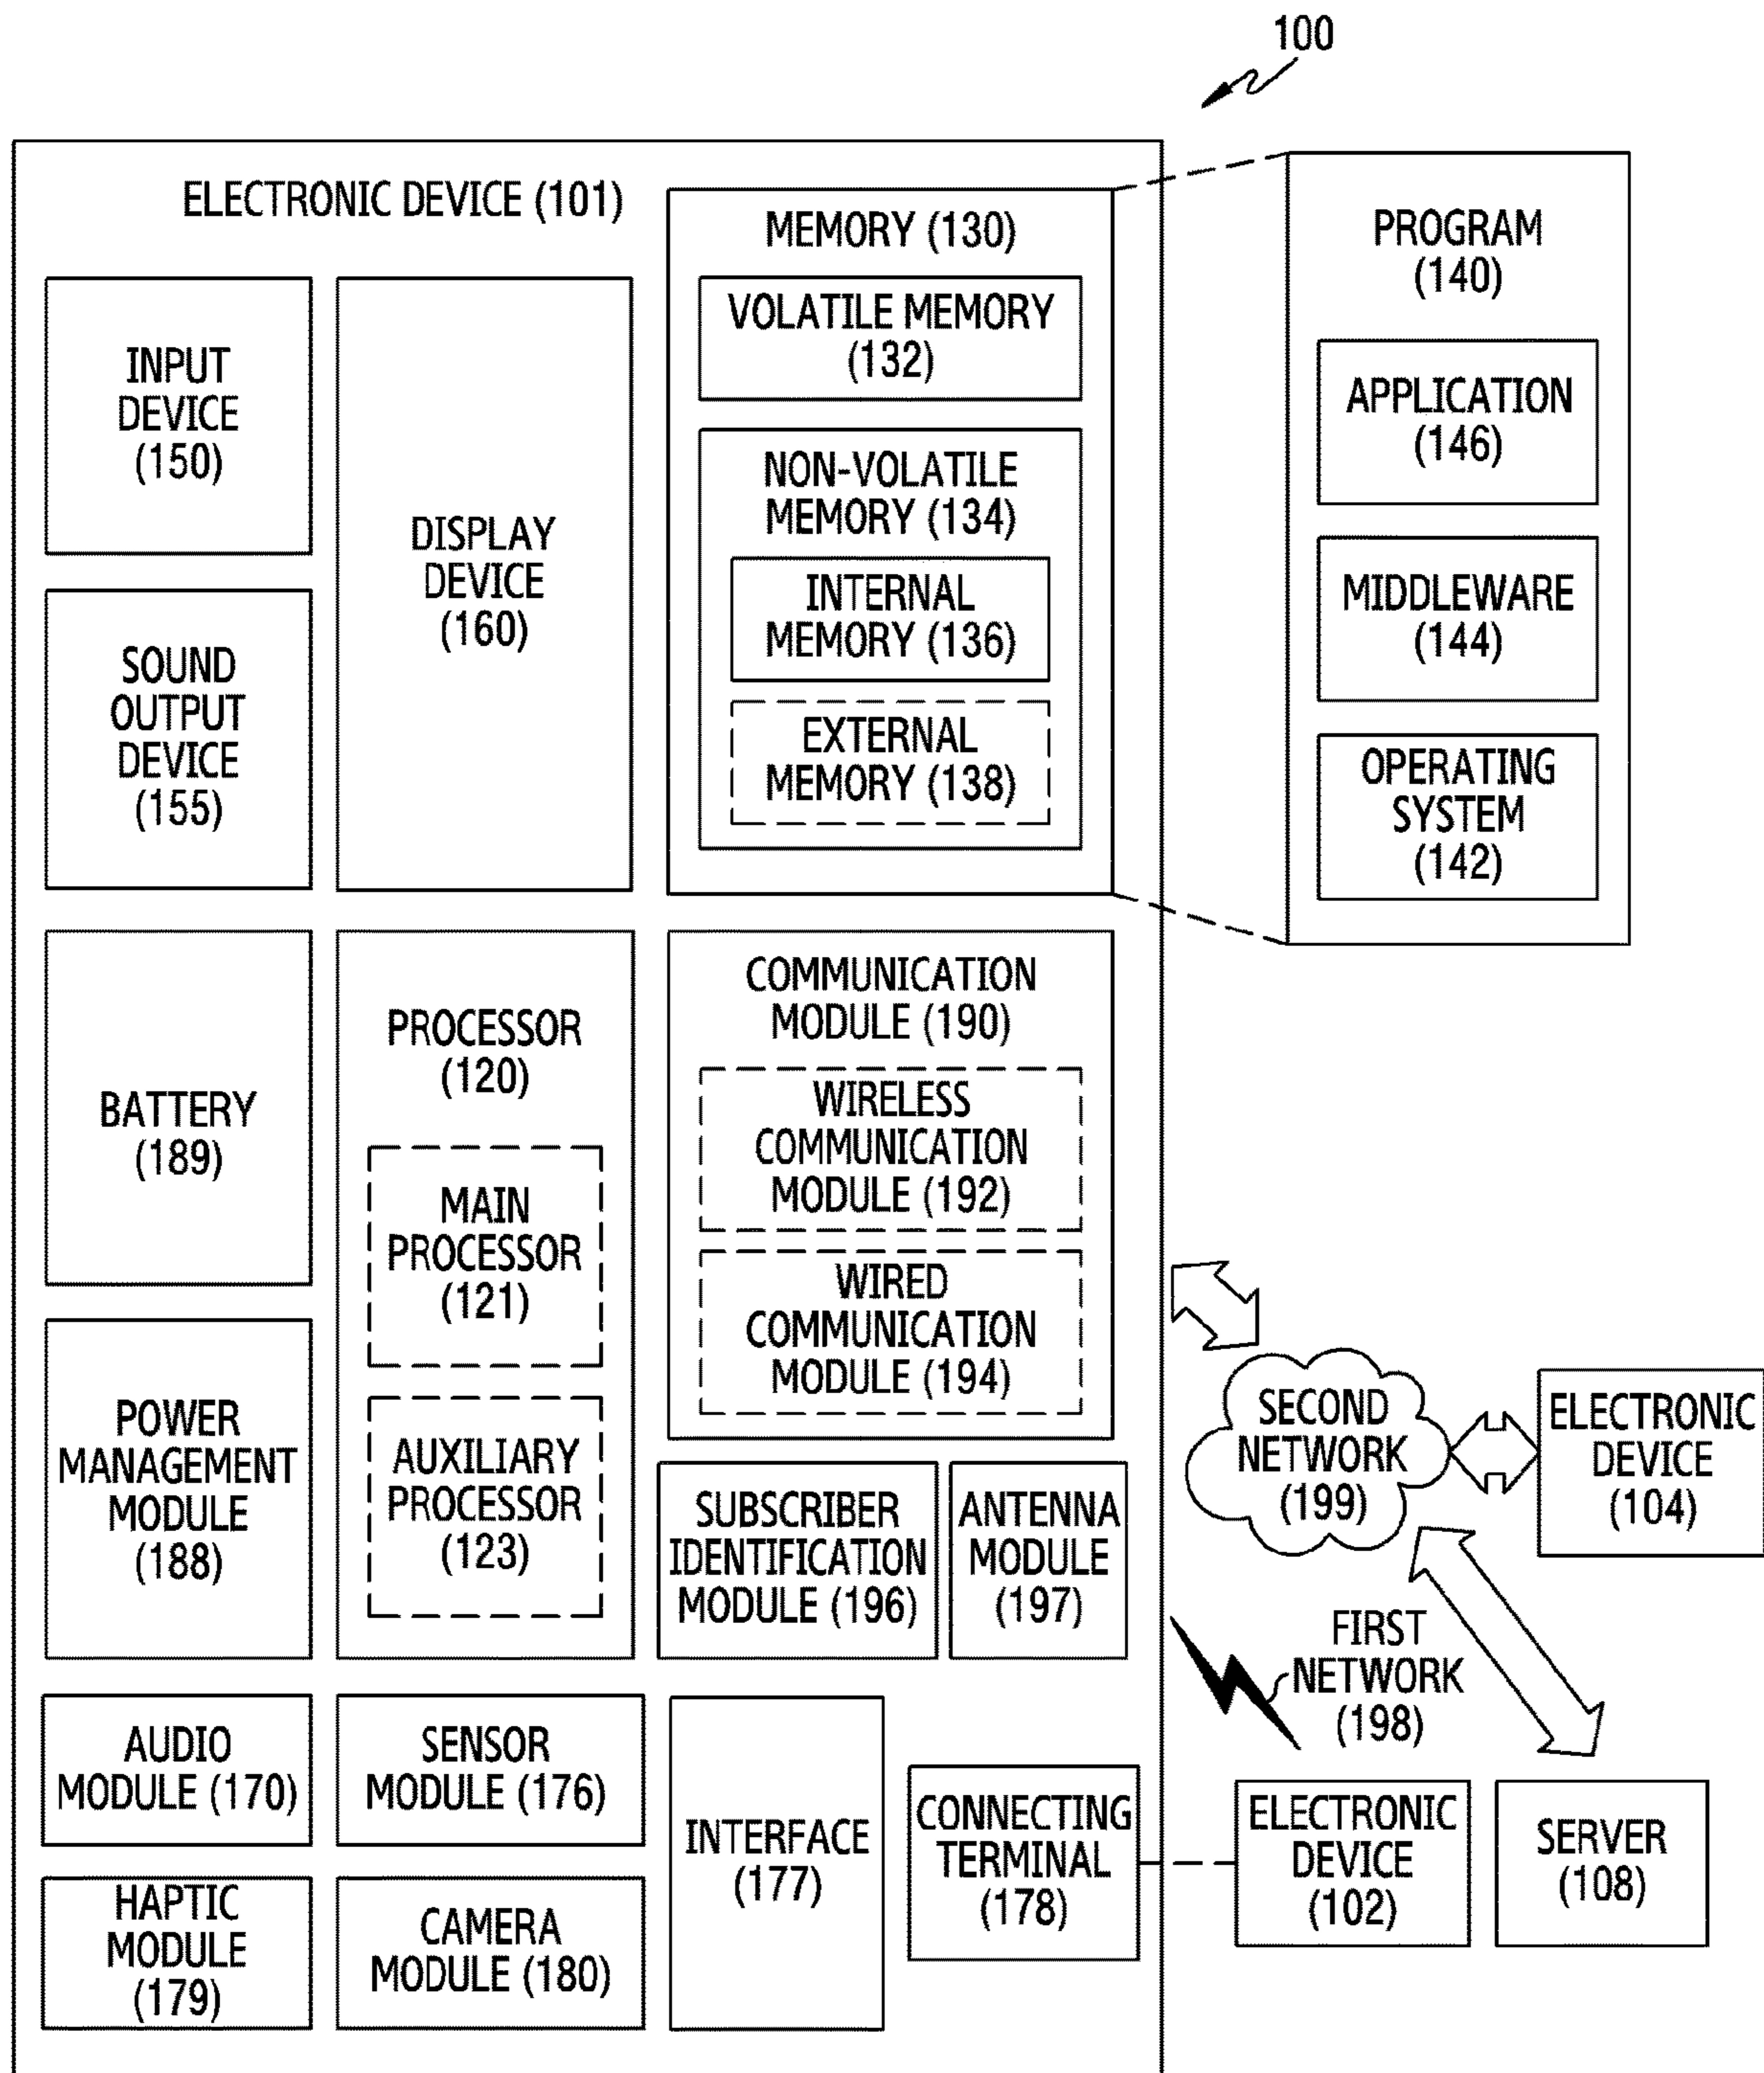 100
ELECTRONIC DEVICE (101)
INPUT
DEVICE
(150)
SOUND
OUTPUT
DEVICE
(155)
DISPLAY
DEVICE
(160)
MEMORY (130)
VOLATILE MEMORY
(132)
NON-VOLATILE
MEMORY (134)
INTERNAL
MEMORY (136)
EXTERNAL
MEMORY (138)
PROGRAM
(140)
APPLICATION
(146)
MIDDLEWARE
(144)
OPERATING
SYSTEM
(142)
BATTERY
(189)
POWER
MANAGEMENT
MODULE
(188)
PROCESSOR
(120)
MAIN
PROCESSOR
(121)
AUXILIARY
PROCESSOR
(123)
COMMUNICATION
MODULE (190)
WIRELESS
COMMUNICATION
MODULE (192)
WIRED
COMMUNICATION
MODULE (194)
SUBSCRIBER
IDENTIFICATION
MODULE (196)
ANTENNA
MODULE
(197)
SECOND
NETWORK
(199)
ELECTRONIC
DEVICE
(104)
FIRST
NETWORK
(198)
AUDIO
MODULE (170)
SENSOR
MODULE (176)
HAPTIC
MODULE
(179)
CAMERA
MODULE (180)
INTERFACE
(177)
CONNECTING
TERMINAL
(178)
ELECTRONIC
DEVICE
(102)
SERVER
(108)